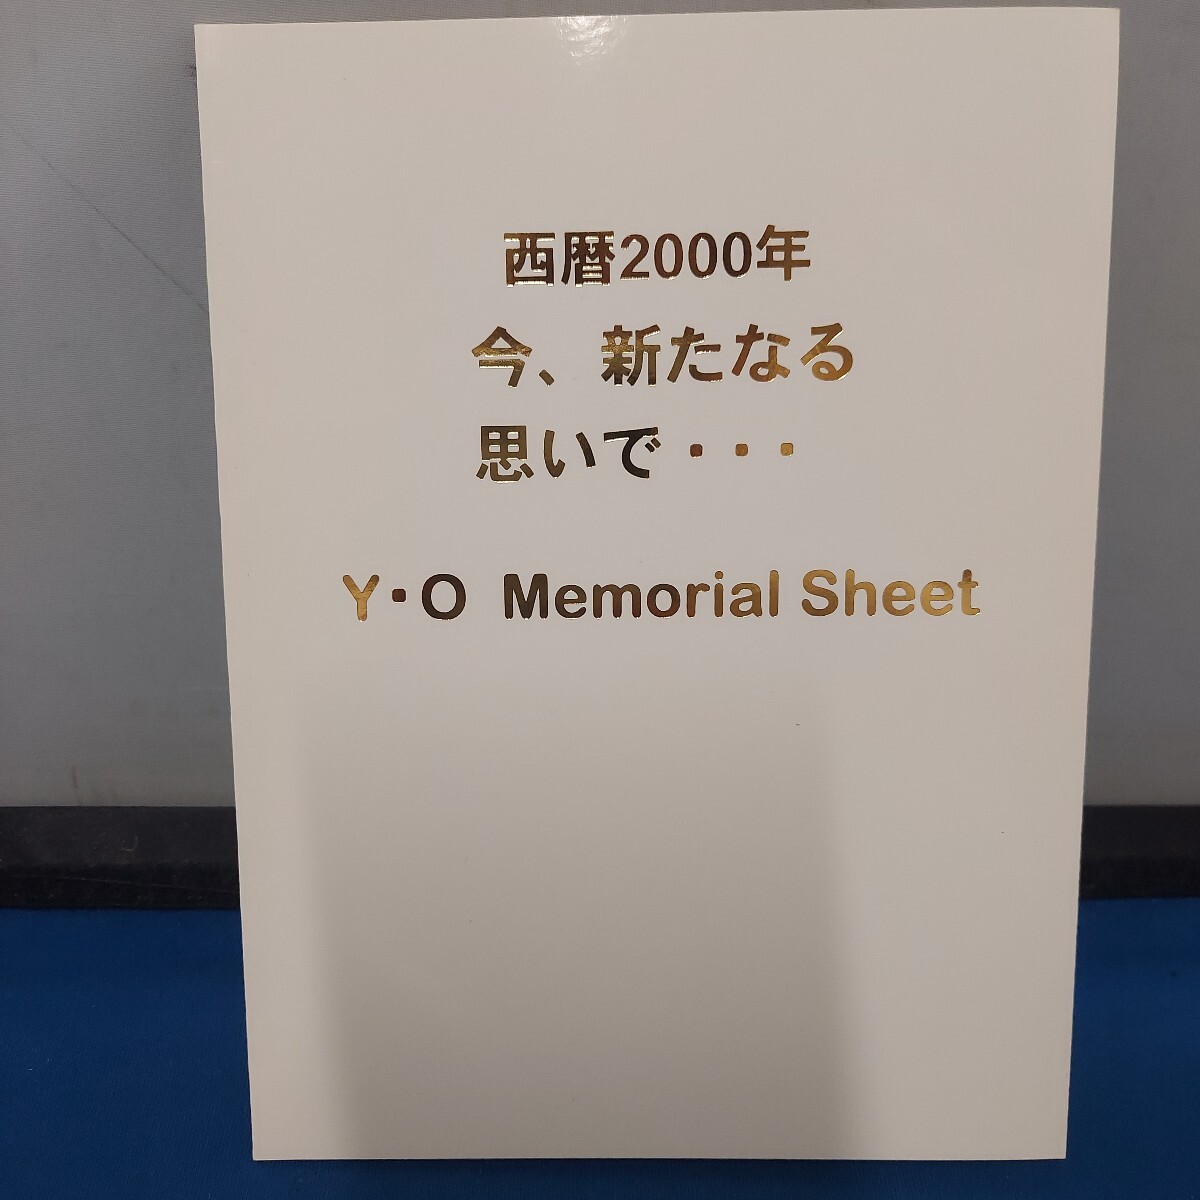 西暦2000年
今、新たなる
思いで・・・
Y・O Memorial Sheet